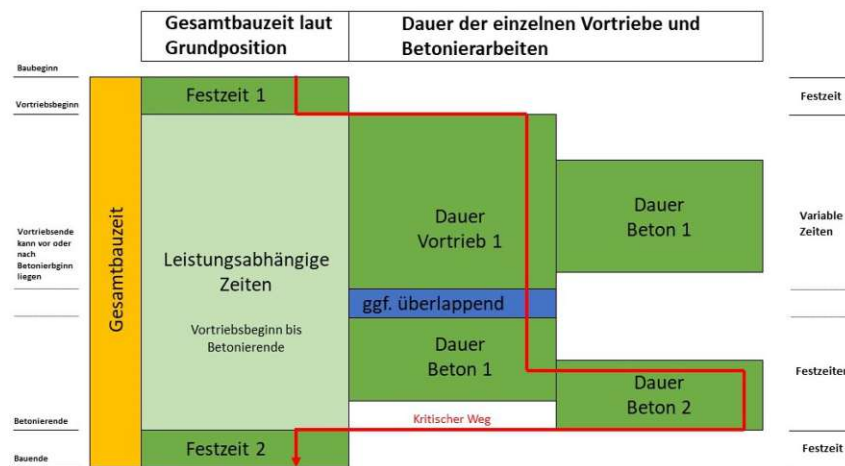 Gesamtbauzeit laut
Grundposition
Dauer der einzelnen Vortriebe und
Betonierarbeiten
Baubeginn
Vortriebsbeginn
Vortriebsende
kann vor oder
nach
Betonierbginn
liegen
Betonierende
Bauende
Gesamtbauzeit
Festzeit 1
Leistungsabhängige
Zeiten
Vortriebsbeginn bis
Betonierende
Festzeit 2
Dauer
Vortrieb 1
ggf. überlappend
Dauer
Beton 1
Kritischer Weg
Dauer
Beton 1
Dauer
Beton 2
Festzeit
Variable
Zeiten
Festzeiten
Festzeit